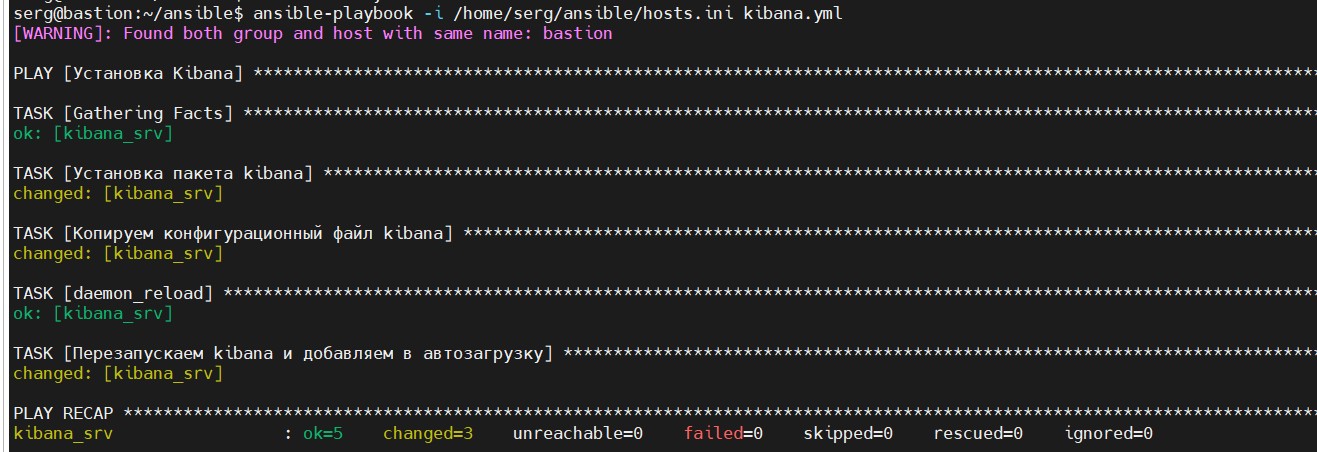 serg@bastion:~/ansible$ ansible-playbook -i /home/serg/ansible/hosts.ini kibana.yml
[WARNING]: Found both group and host with same name: bastion
PLAY [Установка Kibana] ***********************************************************************************************************
TASK [Gathering Facts] ************************************************************************************************************
ok: [kibana_srv]
TASK [Установка пакета kibana] ****************************************************************************************************
changed: [kibana_srv]
TASK [Копируем конфигурационный файл kibana] **************************************************************************************
changed: [kibana_srv]
TASK [daemon_reload] **************************************************************************************************************
ok: [kibana_srv]
TASK [Перезапускаем kibana и добавляем в автозагрузку] ****************************************************************************
changed: [kibana_srv]
PLAY RECAP ************************************************************************************************************************
kibana_srv                 : ok=5    changed=3    unreachable=0    failed=0    skipped=0    rescued=0    ignored=0